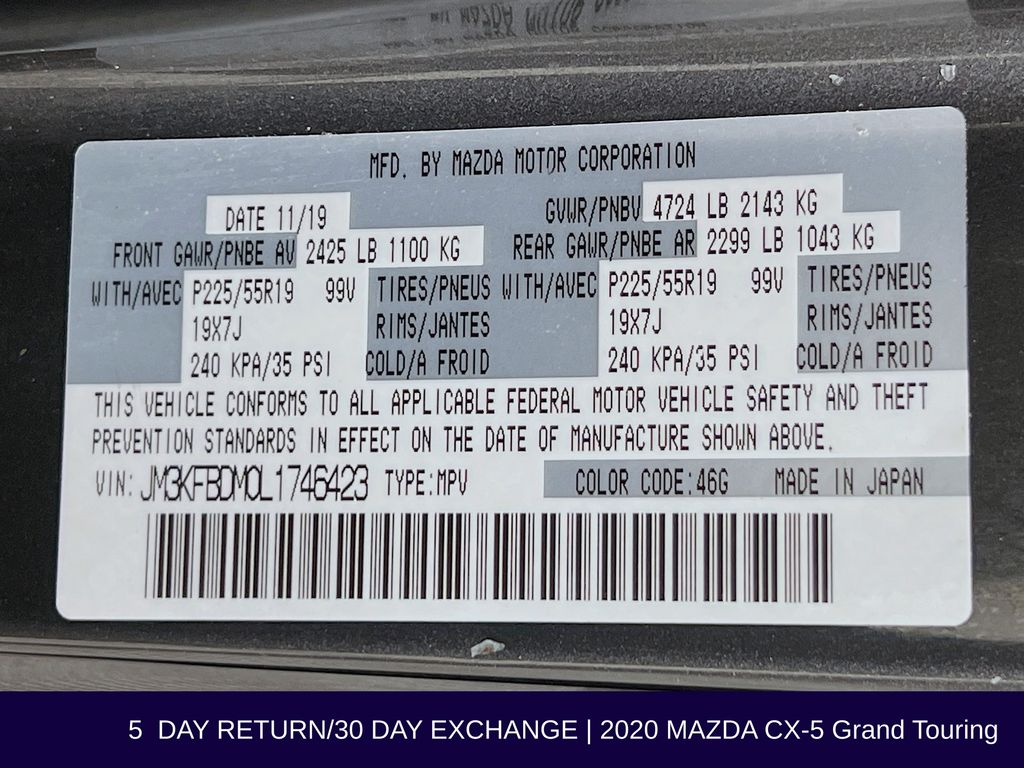 MFD. BY MAZDA MOTOR CORPORATION
DATE 11/19 GVWR/PNBV 4724 LB 2143 KG
FRONT GAWR/PNBE AV 2425 LB 1100 KG REAR GAWR/PNBE AR 2299 LB 1043 KG
WITH/AVEC P225/55R19 99V TIRES/PNEUS WITH/AVEC P225/55R19 99V TIRES/PNEUS
19X7J RIMS/JANTES 19X7J RIMS/JANTES
240 KPA/35 PSI COLD/A FROID 240 KPA/35 PSI COLD/A FROID
THIS VEHICLE CONFORMS TO ALL APPLICABLE FEDERAL MOTOR VEHICLE SAFETY AND THEFT
PREVENTION STANDARDS IN EFFECT ON THE DATE OF MANUFACTURE SHOWN ABOVE.
VIN: JM3KFBDM0L1746423 TYPE:MPV COLOR CODE:46G MADE IN JAPAN
5 DAY RETURN/30 DAY EXCHANGE | 2020 MAZDA CX-5 Grand Touring